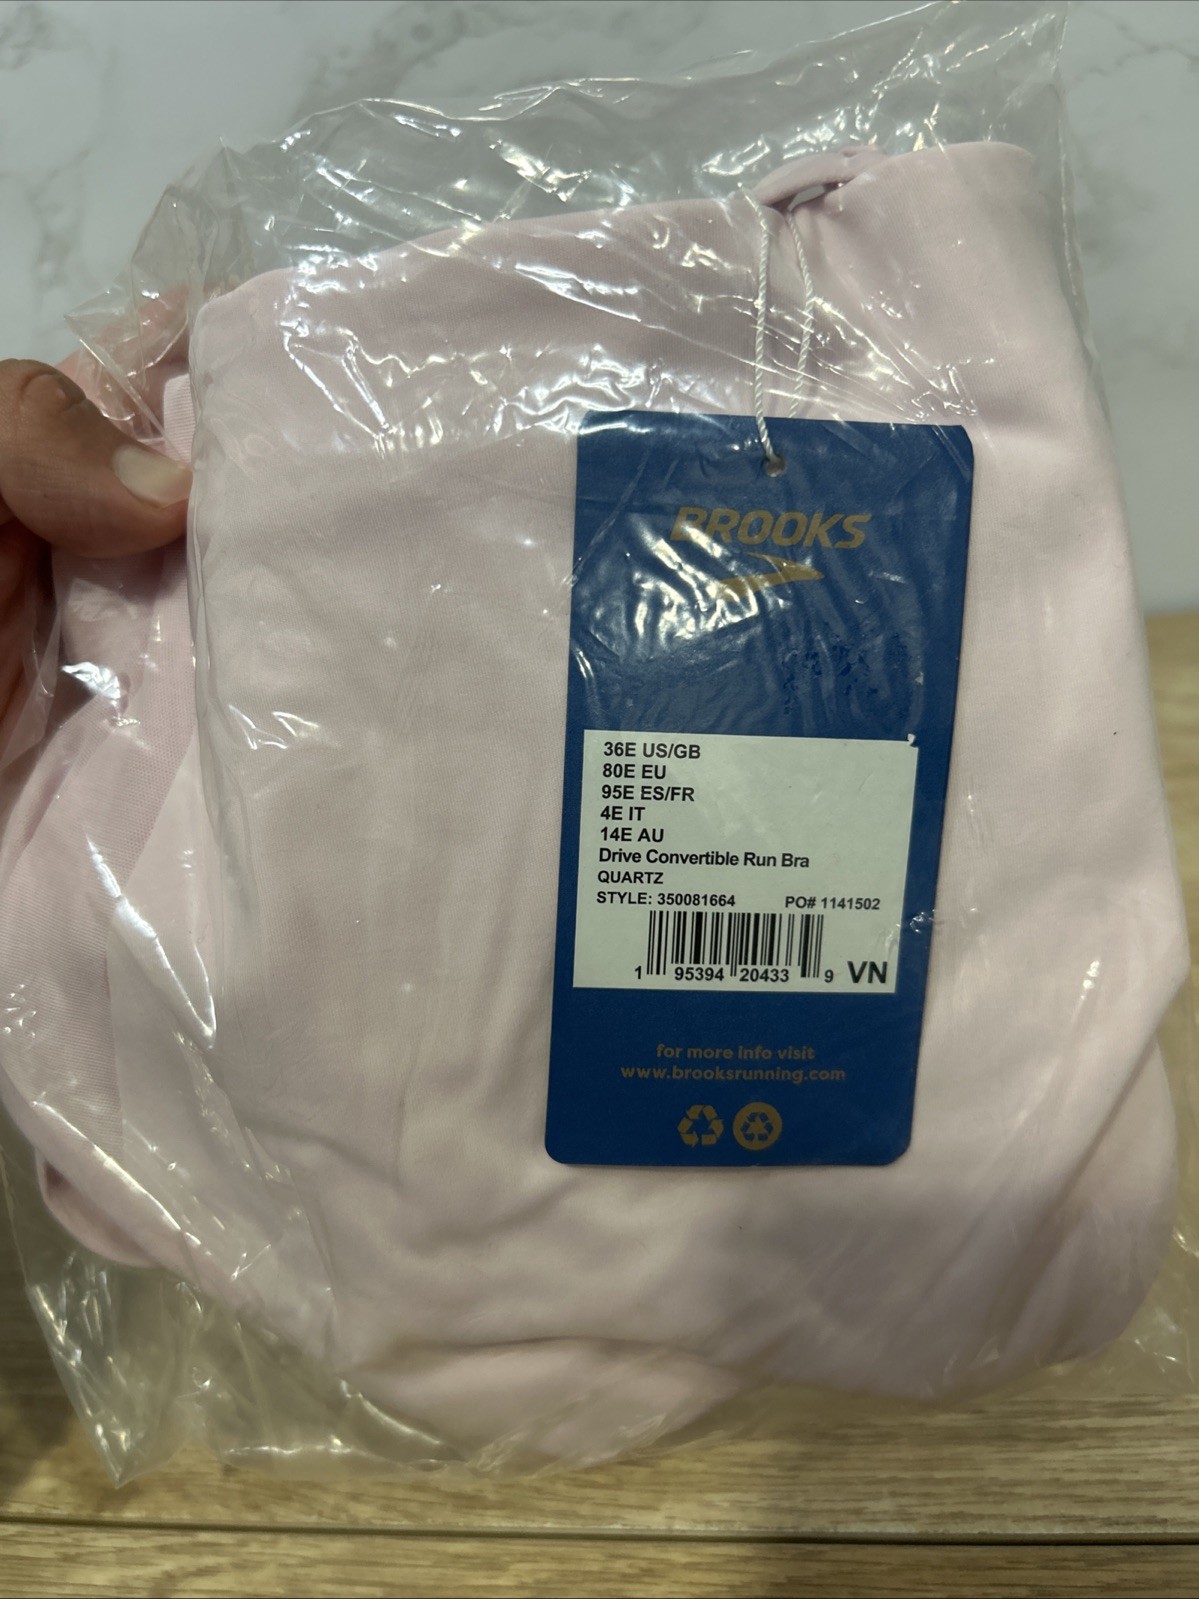 BROOKS
36E US/GB
80E EU
95E ES/FR
4E IT
14E AU
Drive Convertible Run Bra
QUARTZ
STYLE: 350081664 PO# 1141502
1 95394 20433 9 VN
for more info visit
www.brooksrunning.com